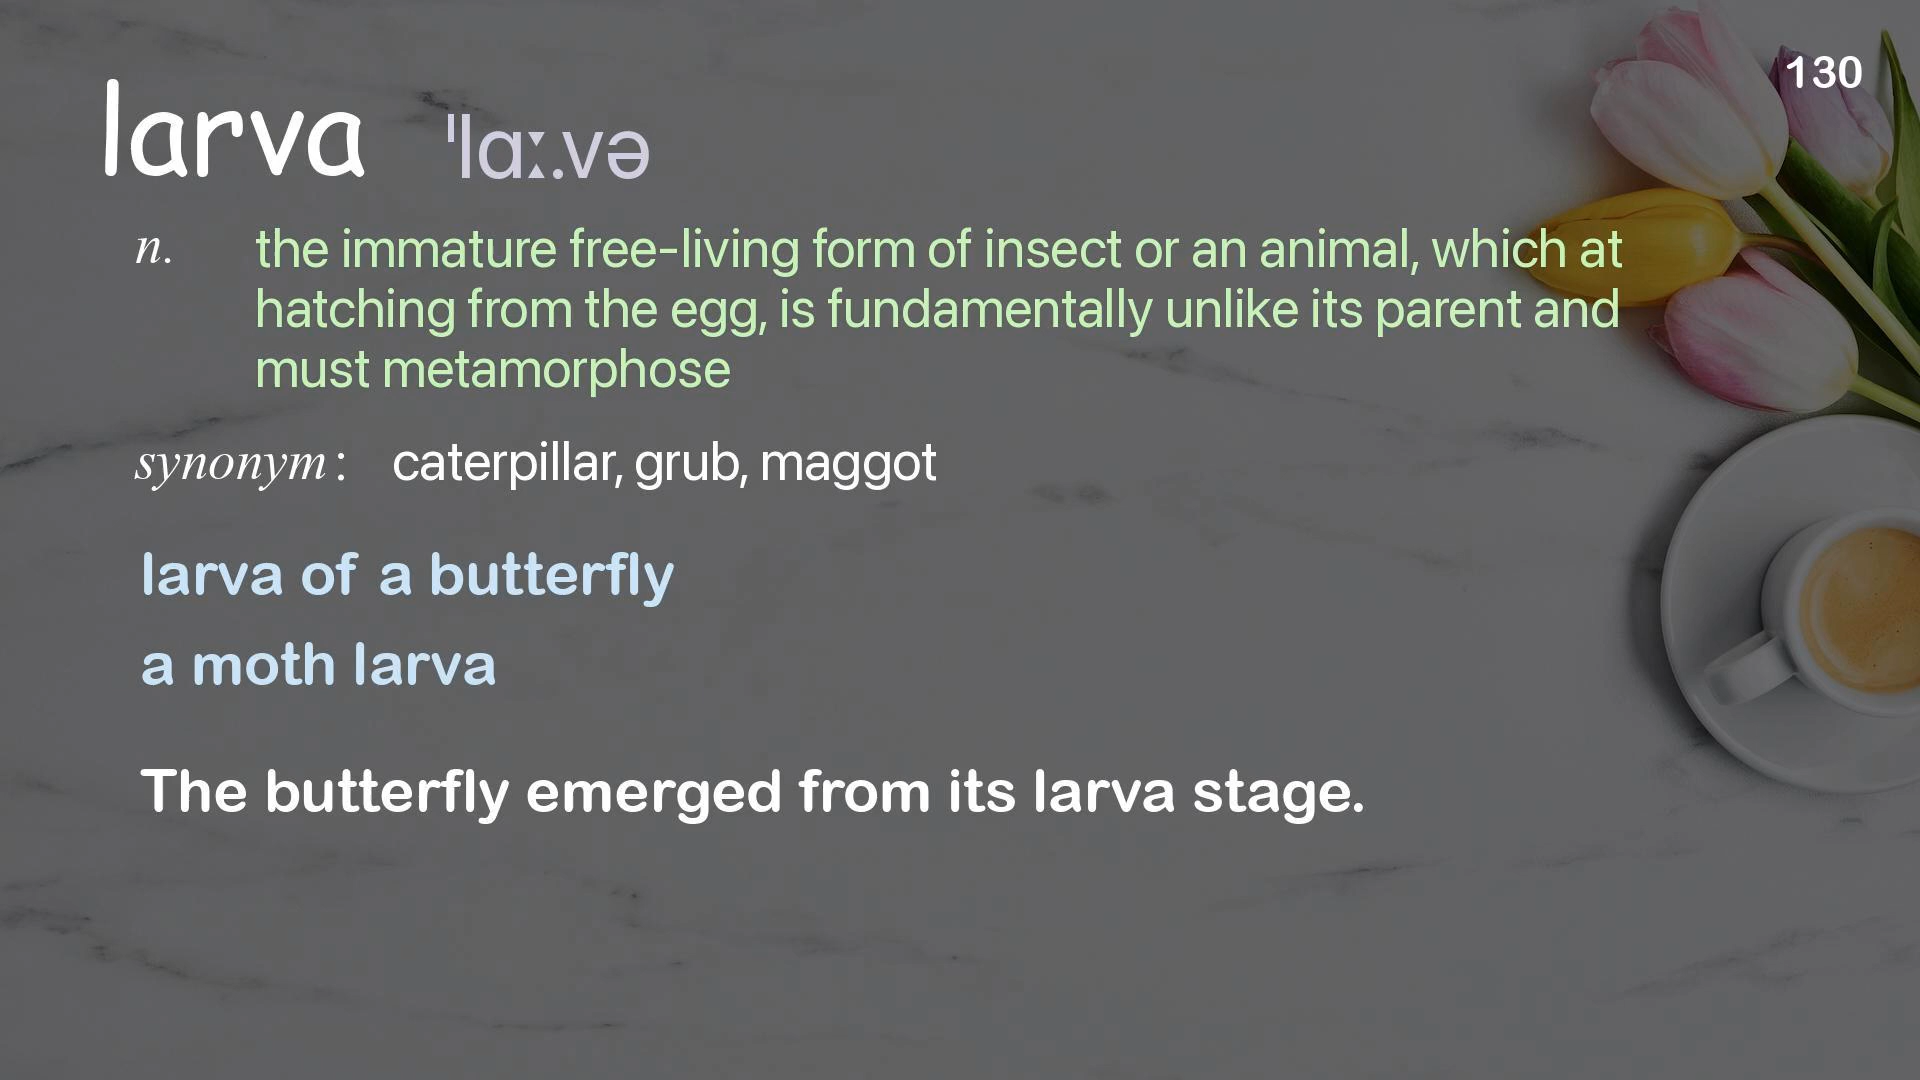 130
larva ˈlɑː.və
n. the immature free-living form of insect or an animal, which at
hatching from the egg, is fundamentally unlike its parent and
must metamorphose
synonym: caterpillar, grub, maggot
larva of a butterfly
a moth larva
The butterfly emerged from its larva stage.